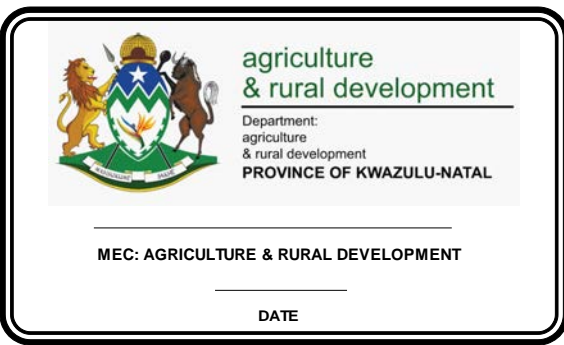 agriculture
& rural development
Department:
agriculture
& rural development
PROVINCE OF KWAZULU-NATAL
MEC: AGRICULTURE & RURAL DEVELOPMENT
DATE